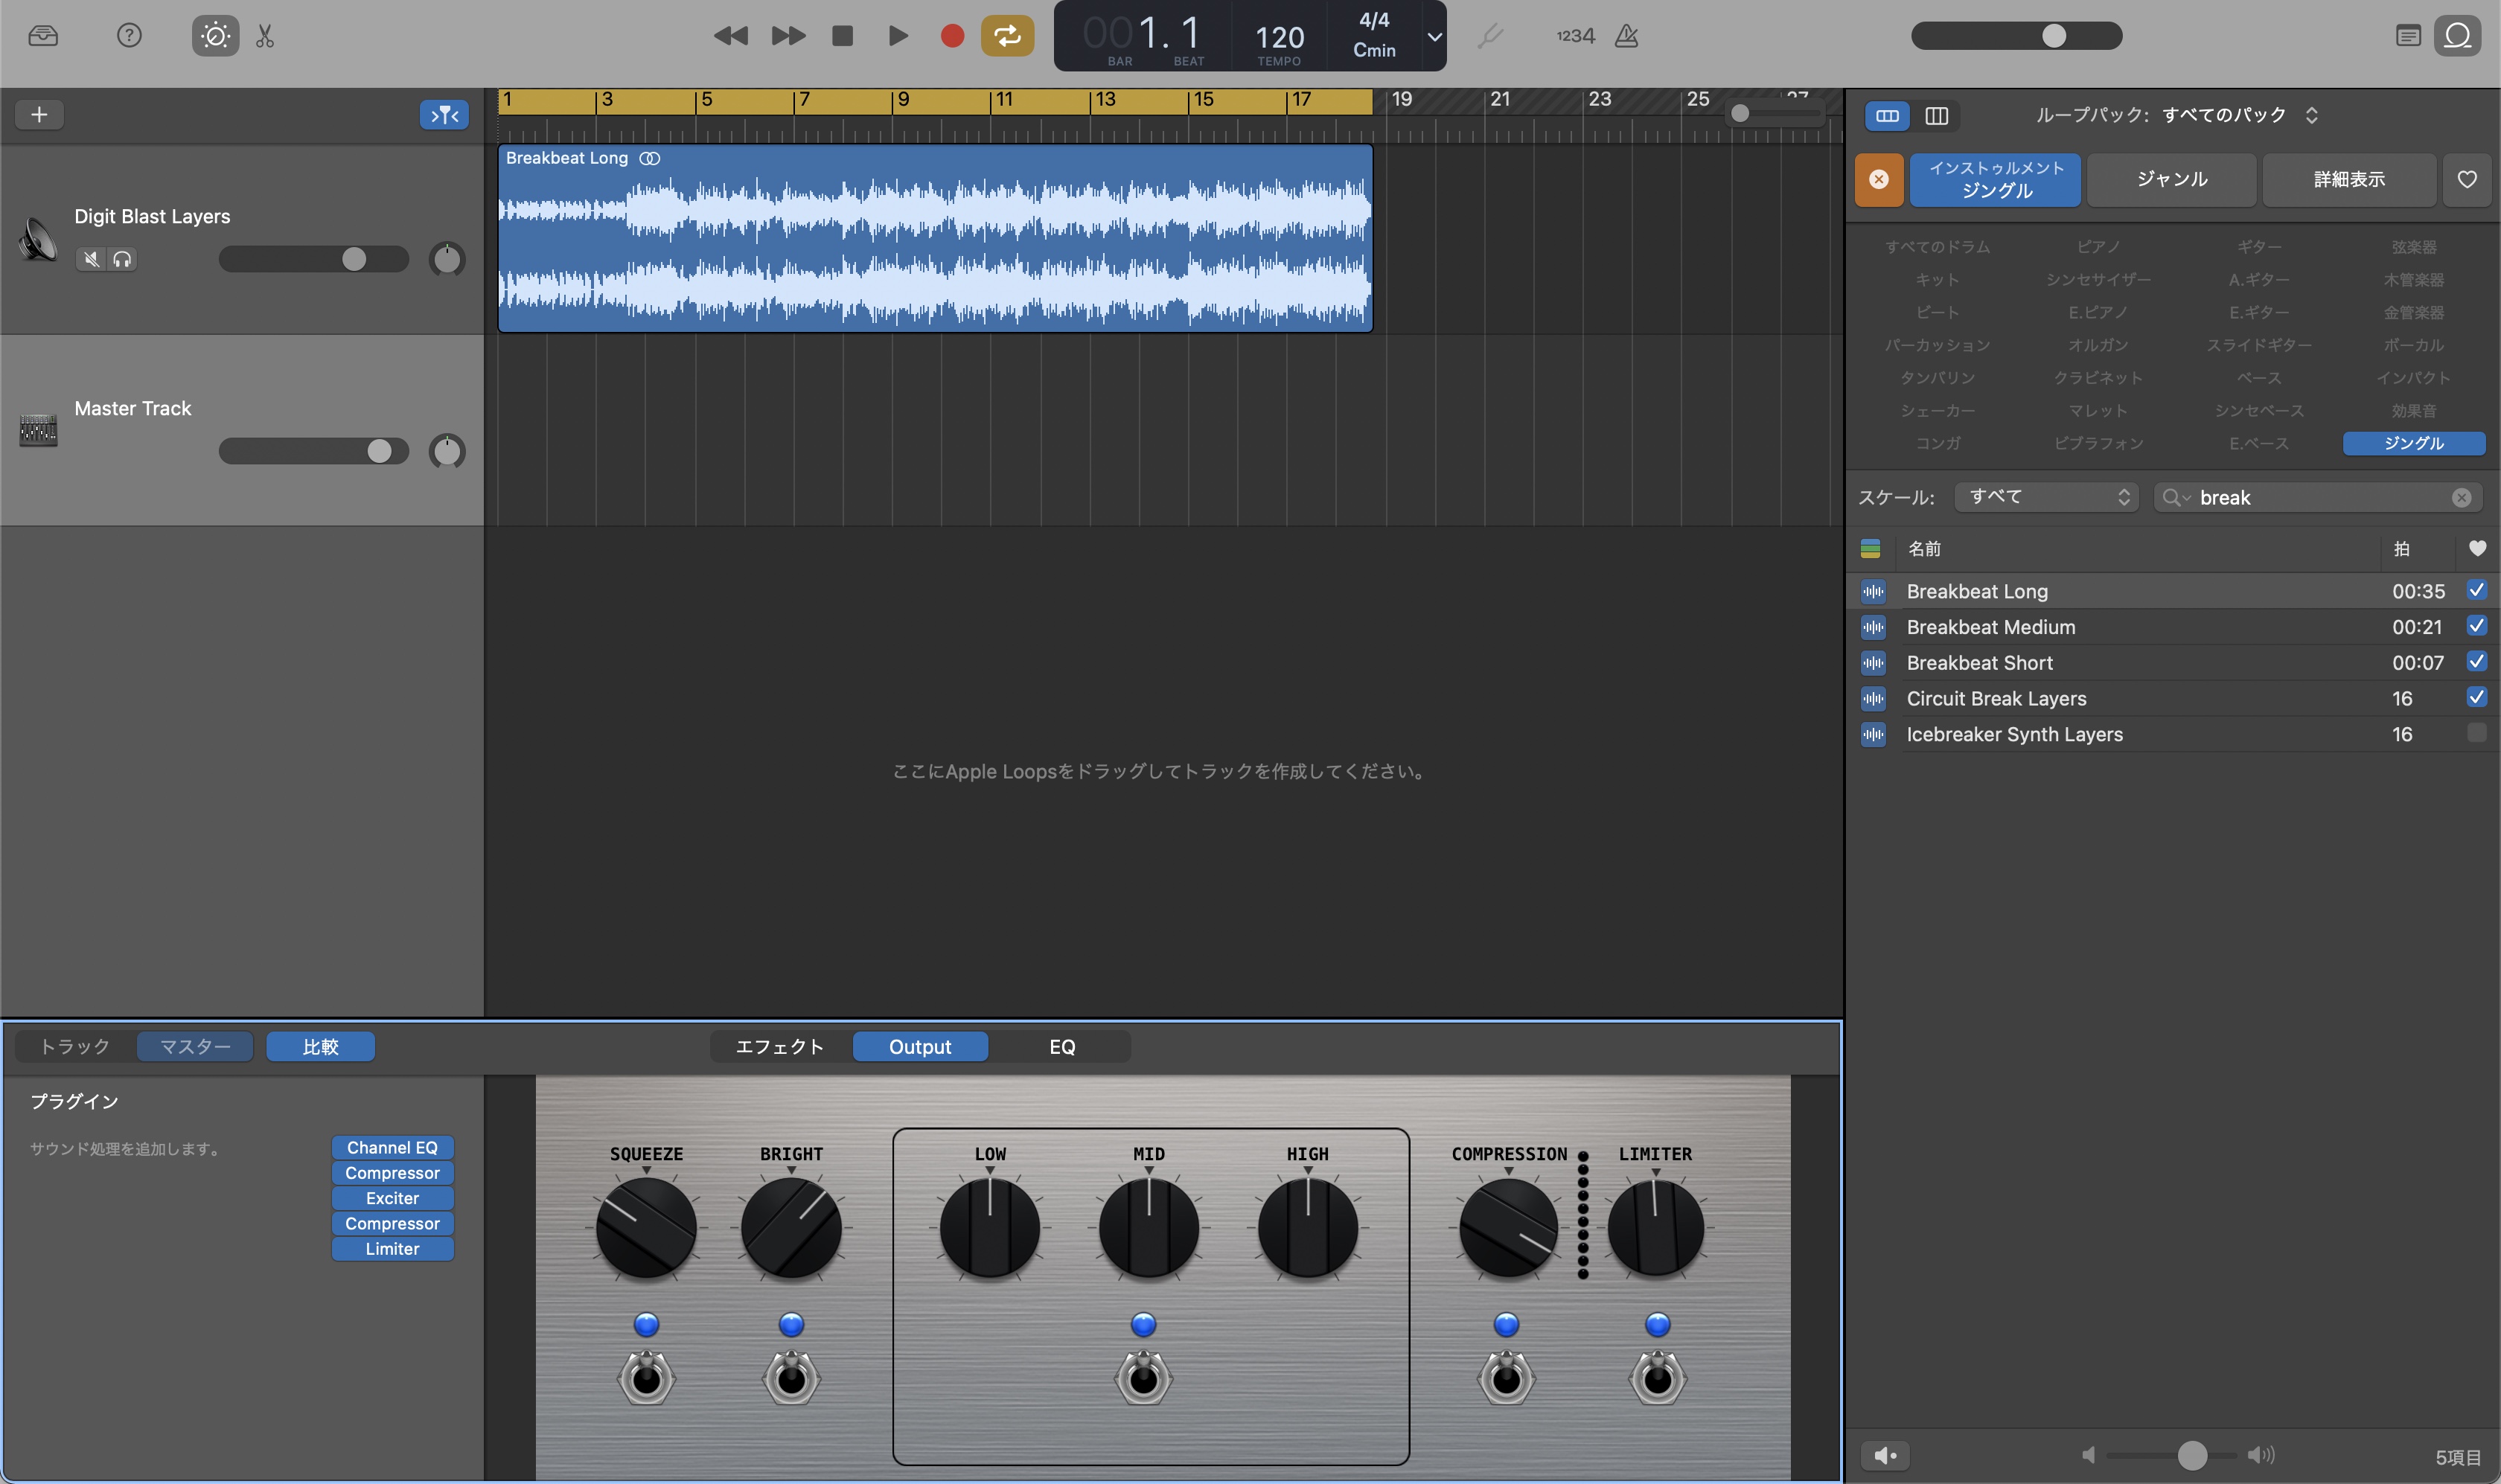 001. 1
BAR
BEAT
120
TEMPO
4/4
Cmin
1234
1
3
5
7
9
11
13
15
17
19
21
23
25
27
Breakbeat Long
Digit Blast Layers
Master Track
ここにApple Loopsをドラッグしてトラックを作成してください。
ループパック: すべてのパック
インストゥルメント
ジングル
ジャンル
詳細表示
すべてのドラム
ピアノ
ギター
弦楽器
キット
シンセサイザー
A.ギター
木管楽器
ビート
E.ピアノ
E.ギター
金管楽器
パーカッション
オルガン
スライドギター
ボーカル
タンバリン
クラビネット
ベース
インパクト
シェーカー
マレット
シンセベース
効果音
コンガ
ビブラフォン
E.ベース
ジングル
スケール: すべて
break
名前
拍
Breakbeat Long 00:35
Breakbeat Medium 00:21
Breakbeat Short 00:07
Circuit Break Layers 16
Icebreaker Synth Layers 16
5項目
トラック
マスター
比較
エフェクト
Output
EQ
プラグイン
サウンド処理を追加します。
Channel EQ
Compressor
Exciter
Compressor
Limiter
SQUEEZE
BRIGHT
LOW
MID
HIGH
COMPRESSION
LIMITER